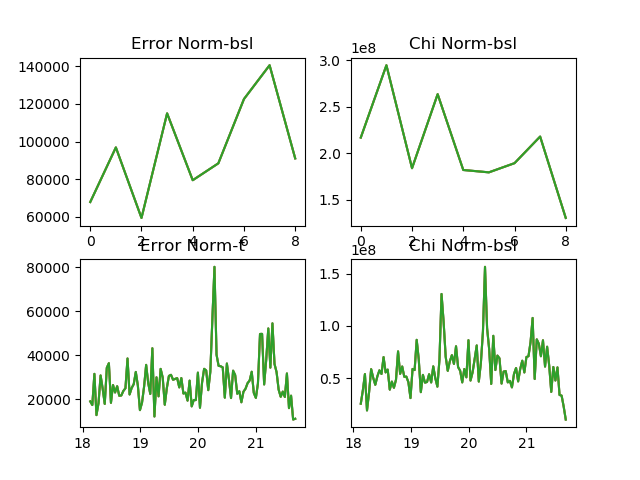 Error Norm-bsl
140000
120000
100000
80000
60000
0 2 4 6 8
Chi Norm-bsl
1e8
3.0
2.5
2.0
1.5
0 2 4 6 8
Error Norm-t
80000
60000
40000
20000
18 19 20 21
Chi Norm-bsl
1e8
1.5
1.0
0.5
18 19 20 21